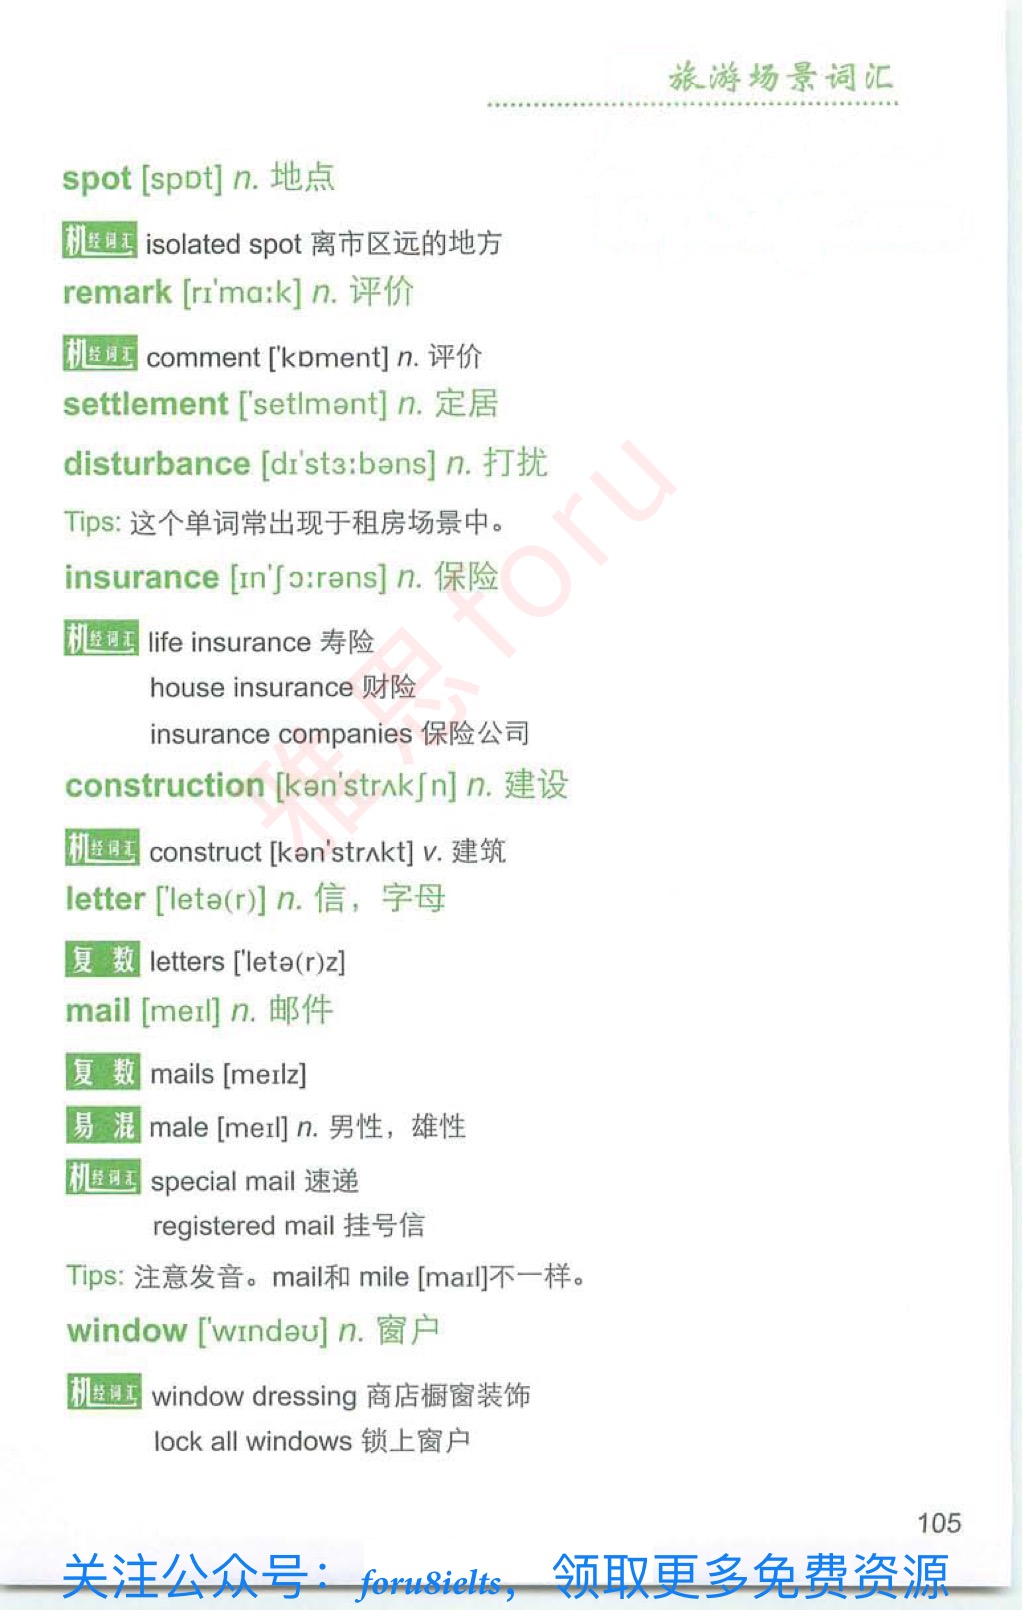 旅游场景词汇
spot [spɒt] n. 地点
机经词汇 isolated spot 离市区远的地方
remark [rɪ'mɑːk] n. 评价
机经词汇 comment ['kɒment] n. 评价
settlement ['setlmənt] n. 定居
disturbance [dɪ'stɜːbəns] n. 打扰
Tips: 这个单词常出现于租房场景中。
insurance [ɪn'ʃɔːrəns] n. 保险
机经词汇 life insurance 寿险
house insurance 财险
insurance companies 保险公司
construction [kən'strʌkʃn] n. 建设
机经词汇 construct [kən'strʌkt] v. 建筑
letter ['letə(r)] n. 信，字母
复数 letters ['letə(r)z]
mail [meɪl] n. 邮件
复数 mails [meɪlz]
易混 male [meɪl] n. 男性，雄性
机经词汇 special mail 速递
registered mail 挂号信
Tips: 注意发音。mail和 mile [maɪl]不一样。
window ['wɪndəʊ] n. 窗户
机经词汇 window dressing 商店橱窗装饰
lock all windows 锁上窗户
雅思foru
105
关注公众号：foru8ielts，领取更多免费资源